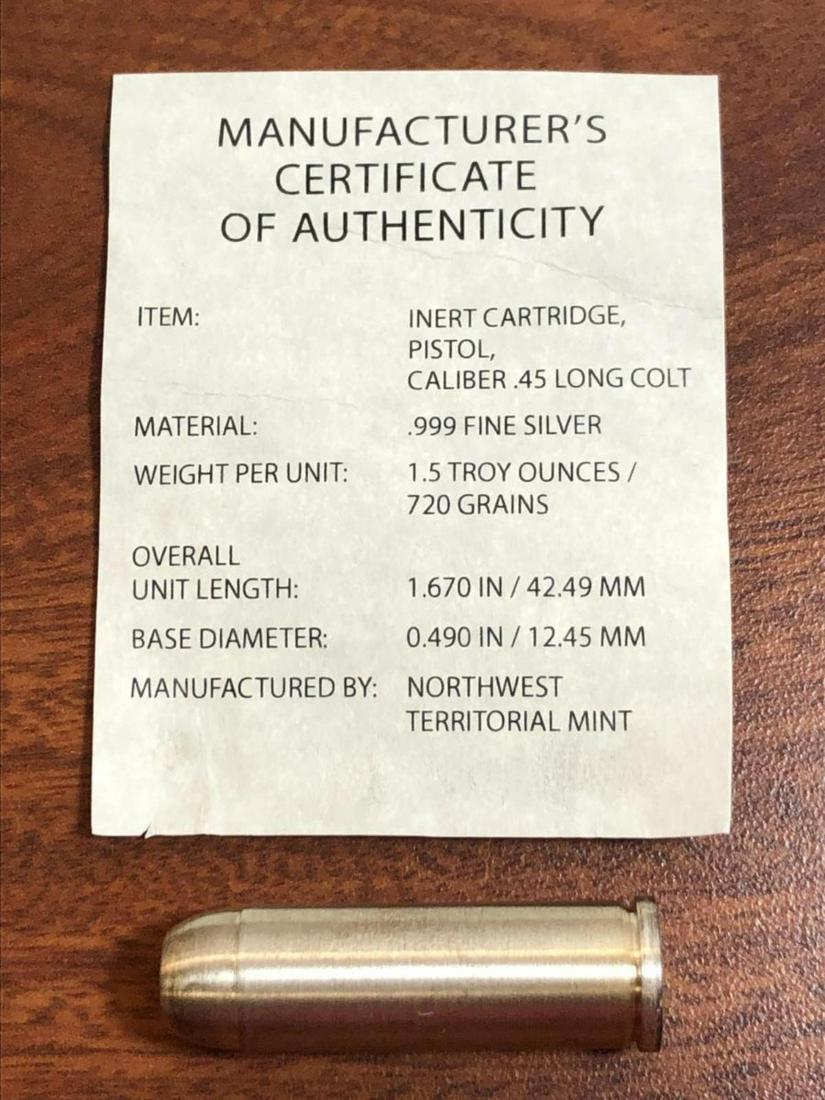 MANUFACTURER'S
CERTIFICATE
OF AUTHENTICITY
ITEM: INERT CARTRIDGE,
PISTOL,
CALIBER .45 LONG COLT
MATERIAL: .999 FINE SILVER
WEIGHT PER UNIT: 1.5 TROY OUNCES /
720 GRAINS
OVERALL
UNIT LENGTH: 1.670 IN / 42.49 MM
BASE DIAMETER: 0.490 IN / 12.45 MM
MANUFACTURED BY: NORTHWEST
TERRITORIAL MINT